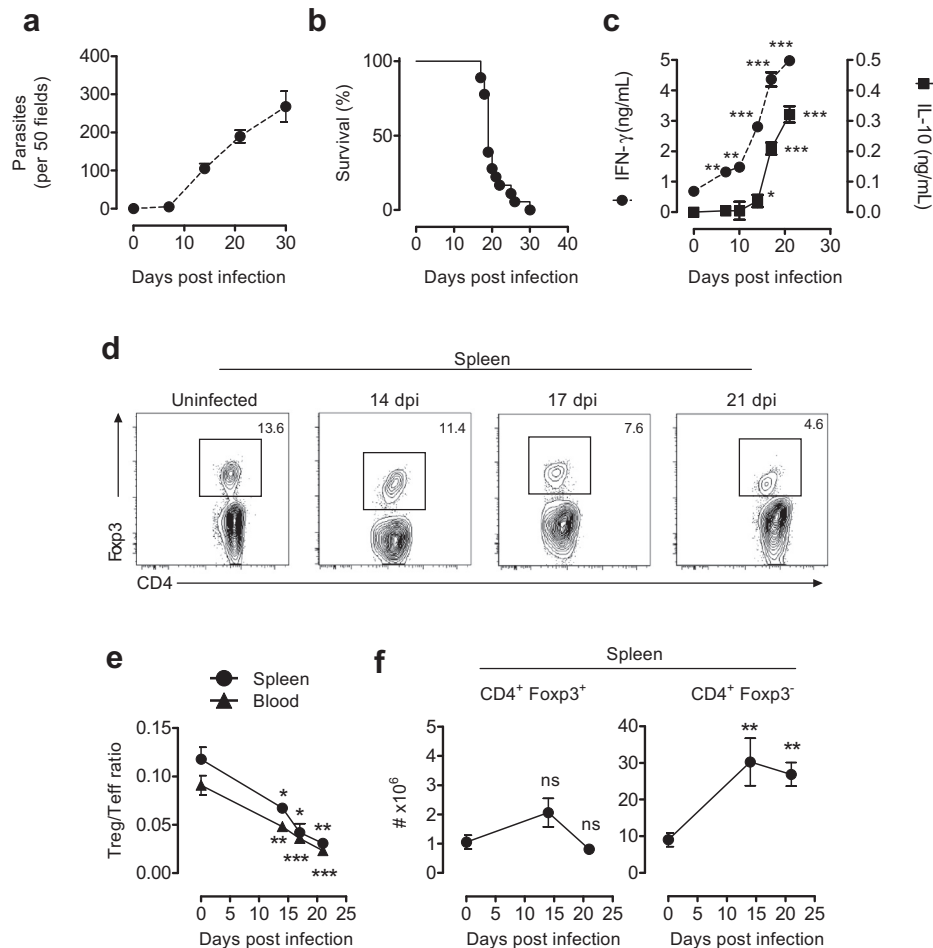 a
400
300
200
100
0
Parasites
(per 50 fields)
0 10 20 30
Days post infection
b
100
50
0
Survival (%)
0 10 20 30 40
Days post infection
c
*** *** *** ** **
5
4
3
2
1
0
IFN-γ(ng/mL)
0.5
0.4
0.3
0.2
0.1
0.0
IL-10 (ng/mL)
*** *** *
0 10 20 30
Days post infection
d
Spleen
Uninfected 14 dpi 17 dpi 21 dpi
13.6 11.4 7.6 4.6
Foxp3
CD4
e
Spleen
Blood
0.15
0.10
0.05
0.00
Treg/Teff ratio
* * **
** *** ***
0 5 10 15 20 25
Days post infection
f
Spleen
CD4+ Foxp3+
5
4
3
2
1
0
# x10⁶
ns ns
0 5 10 15 20 25
Days post infection
CD4+ Foxp3-
40
30
20
10
0
** **
0 5 10 15 20 25
Days post infection